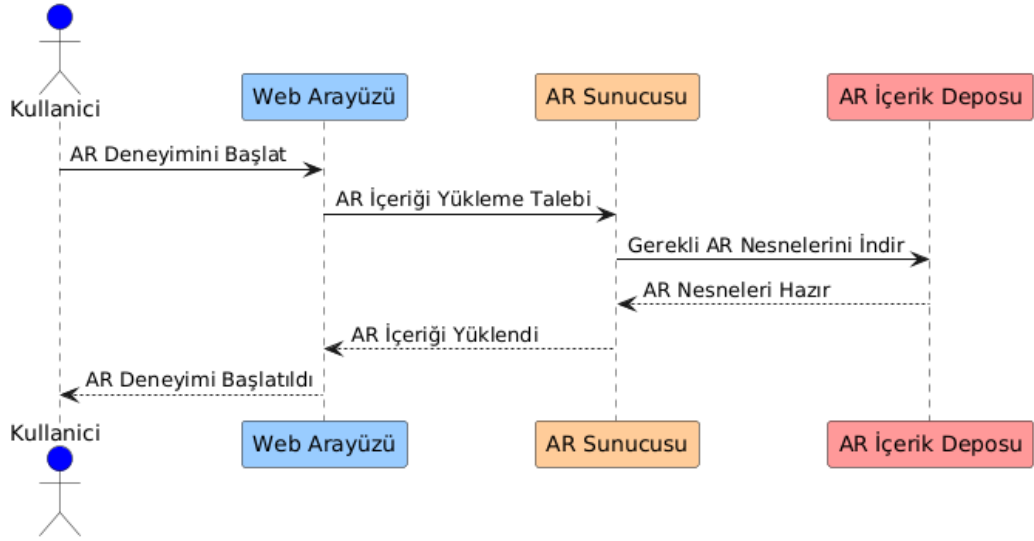 Kullanici
Web Arayüzü
AR Sunucusu
AR İçerik Deposu
AR Deneyimini Başlat
AR İçeriği Yükleme Talebi
Gerekli AR Nesnelerini İndir
AR Nesneleri Hazır
AR İçeriği Yüklendi
AR Deneyimi Başlatıldı
Kullanici
Web Arayüzü
AR Sunucusu
AR İçerik Deposu